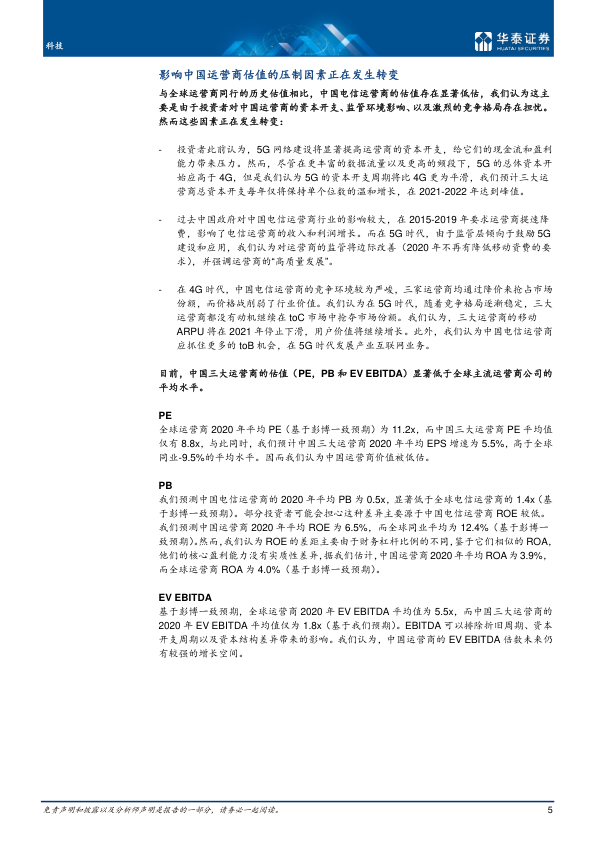 科技
华泰证券
HUATAI SECURITIES
影响中国运营商估值的压制因素正在发生转变
与全球运营商同行的历史估值相比，中国电信运营商的估值存在显著低估，我们认为这主
要是由于投资者对中国运营商的资本开支、监管环境影响、以及激烈的竞争格局存在担忧。
然而这些因素正在发生转变：
- 投资者此前认为，5G 网络建设将显著提高运营商的资本开支，给它们的现金流和盈利
能力带来压力。然而，尽管在更丰富的数据流量以及更高的频段下，5G 的总体资本开
始应高于 4G，但是我们认为 5G 的资本开支周期将比 4G 更为平滑，我们预计三大运
营商总资本开支每年仅将保持单个位数的温和增长，在 2021-2022 年达到峰值。
- 过去中国政府对中国电信运营商行业的影响较大，在 2015-2019 年要求运营商提速降
费，影响了电信运营商的收入和利润增长。而在 5G 时代，由于监管层倾向于鼓励 5G
建设和应用，我们认为对运营商的监管将边际改善（2020 年不再有降低移动资费的要
求），并强调运营商的“高质量发展”。
- 在 4G 时代，中国电信运营商的竞争环境较为严峻，三家运营商均通过降价来抢占市场
份额，而价格战削弱了行业价值。我们认为在 5G 时代，随着竞争格局逐渐稳定，三大
运营商都没有动机继续在 toC 市场中抢夺市场份额。我们认为，三大运营商的移动
ARPU 将在 2021 年停止下滑，用户价值将继续增长。此外，我们认为中国电信运营商
应抓住更多的 toB 机会，在 5G 时代发展产业互联网业务。
目前，中国三大运营商的估值（PE，PB 和 EV EBITDA）显著低于全球主流运营商公司的
平均水平。
PE
全球运营商 2020 年平均 PE（基于彭博一致预期）为 11.2x，而中国三大运营商 PE 平均值
仅有 8.8x，与此同时，我们预计中国三大运营商 2020 年平均 EPS 增速为 5.5%，高于全球
同业-9.5%的平均水平。因而我们认为中国运营商价值被低估。
PB
我们预测中国电信运营商的 2020 年平均 PB 为 0.5x，显著低于全球电信运营商的 1.4x（基
于彭博一致预期）。部分投资者可能会担心这种差异主要源于中国电信运营商 ROE 较低。
我们预测中国运营商 2020 年平均 ROE 为 6.5%，而全球同业平均为 12.4%（基于彭博一
致预期）。然而，我们认为 ROE 的差距主要由于财务杠杆比例的不同，鉴于它们相似的 ROA，
他们的核心盈利能力没有实质性差异，据我们估计，中国运营商 2020 年平均 ROA 为 3.9%，
而全球运营商 ROA 为 4.0%（基于彭博一致预期）。
EV EBITDA
基于彭博一致预期，全球运营商 2020 年 EV EBITDA 平均值为 5.5x，而中国三大运营商的
2020 年 EV EBITDA 平均值仅为 1.8x（基于我们预期）。EBITDA 可以排除折旧周期、资本
开支周期以及资本结构差异带来的影响。我们认为，中国运营商的 EV EBITDA 倍数未来仍
有较强的增长空间。
免责声明和披露以及分析师声明是报告的一部分，请务必一起阅读。
5